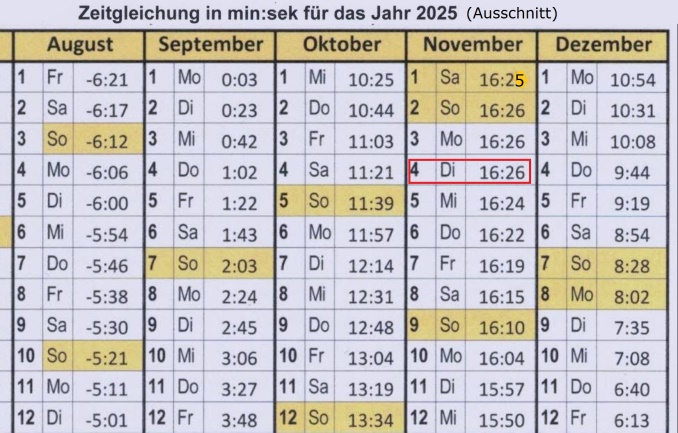 Zeitgleichung in min:sek für das Jahr 2025 (Ausschnitt)
August September Oktober November Dezember
1 Fr -6:21 1 Mo 0:03 1 Mi 10:25 1 Sa 16:25 1 Mo 10:54
2 Sa -6:17 2 Di 0:23 2 Do 10:44 2 So 16:26 2 Di 10:31
3 So -6:12 3 Mi 0:42 3 Fr 11:03 3 Mo 16:26 3 Mi 10:08
4 Mo -6:06 4 Do 1:02 4 Sa 11:21 4 Di 16:26 4 Do 9:44
5 Di -6:00 5 Fr 1:22 5 So 11:39 5 Mi 16:24 5 Fr 9:19
6 Mi -5:54 6 Sa 1:43 6 Mo 11:57 6 Do 16:22 6 Sa 8:54
7 Do -5:46 7 So 2:03 7 Di 12:14 7 Fr 16:19 7 So 8:28
8 Fr -5:38 8 Mo 2:24 8 Mi 12:31 8 Sa 16:15 8 Mo 8:02
9 Sa -5:30 9 Di 2:45 9 Do 12:48 9 So 16:10 9 Di 7:35
10 So -5:21 10 Mi 3:06 10 Fr 13:04 10 Mo 16:04 10 Mi 7:08
11 Mo -5:11 11 Do 3:27 11 Sa 13:19 11 Di 15:57 11 Do 6:40
12 Di -5:01 12 Fr 3:48 12 So 13:34 12 Mi 15:50 12 Fr 6:13